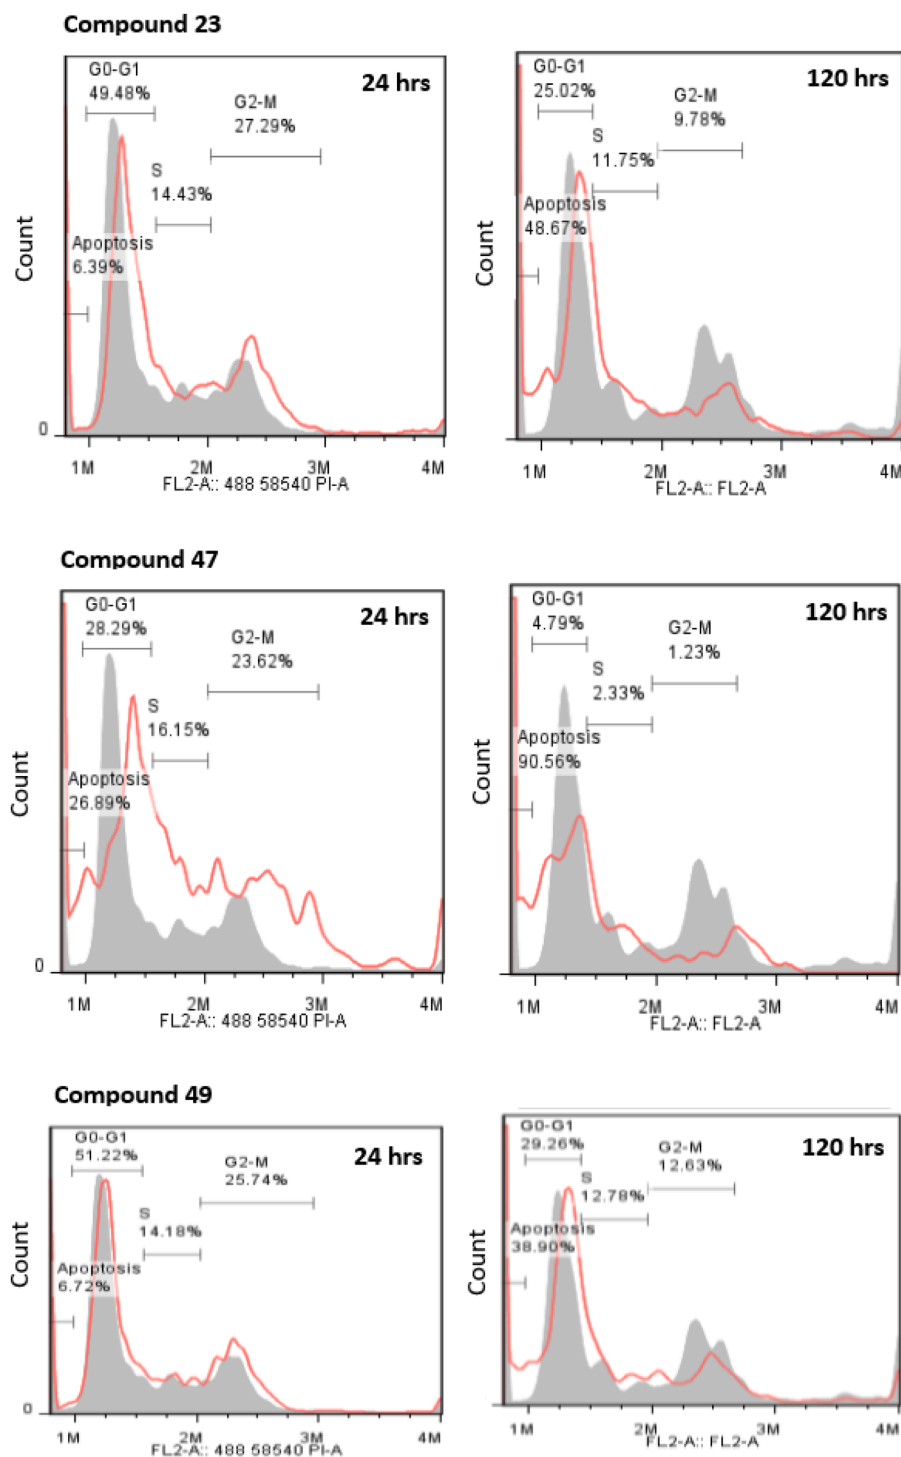 Compound 23
G0-G1
49.48%
24 hrs
G2-M
27.29%
S
14.43%
Apoptosis
6.39%
Count
0
1M 2M 3M 4M
FL2-A:: 488 58540 PI-A
G0-G1
25.02%
120 hrs
G2-M
9.78%
S
11.75%
Apoptosis
48.67%
Count
1M 2M 3M 4M
FL2-A:: FL2-A
Compound 47
G0-G1
28.29%
24 hrs
G2-M
23.62%
S
16.15%
Apoptosis
26.89%
Count
0
1M 2M 3M 4M
FL2-A:: 488 58540 PI-A
G0-G1
4.79%
120 hrs
G2-M
1.23%
S
2.33%
Apoptosis
90.56%
Count
1M 2M 3M 4M
FL2-A:: FL2-A
Compound 49
G0-G1
51.22%
24 hrs
G2-M
25.74%
S
14.18%
Apoptosis
6.72%
Count
0
1M 2M 3M 4M
FL2-A:: 488 58540 PI-A
G0-G1
29.26%
120 hrs
G2-M
12.63%
S
12.78%
Apoptosis
38.90%
Count
1M 2M 3M 4M
FL2-A:: FL2-A